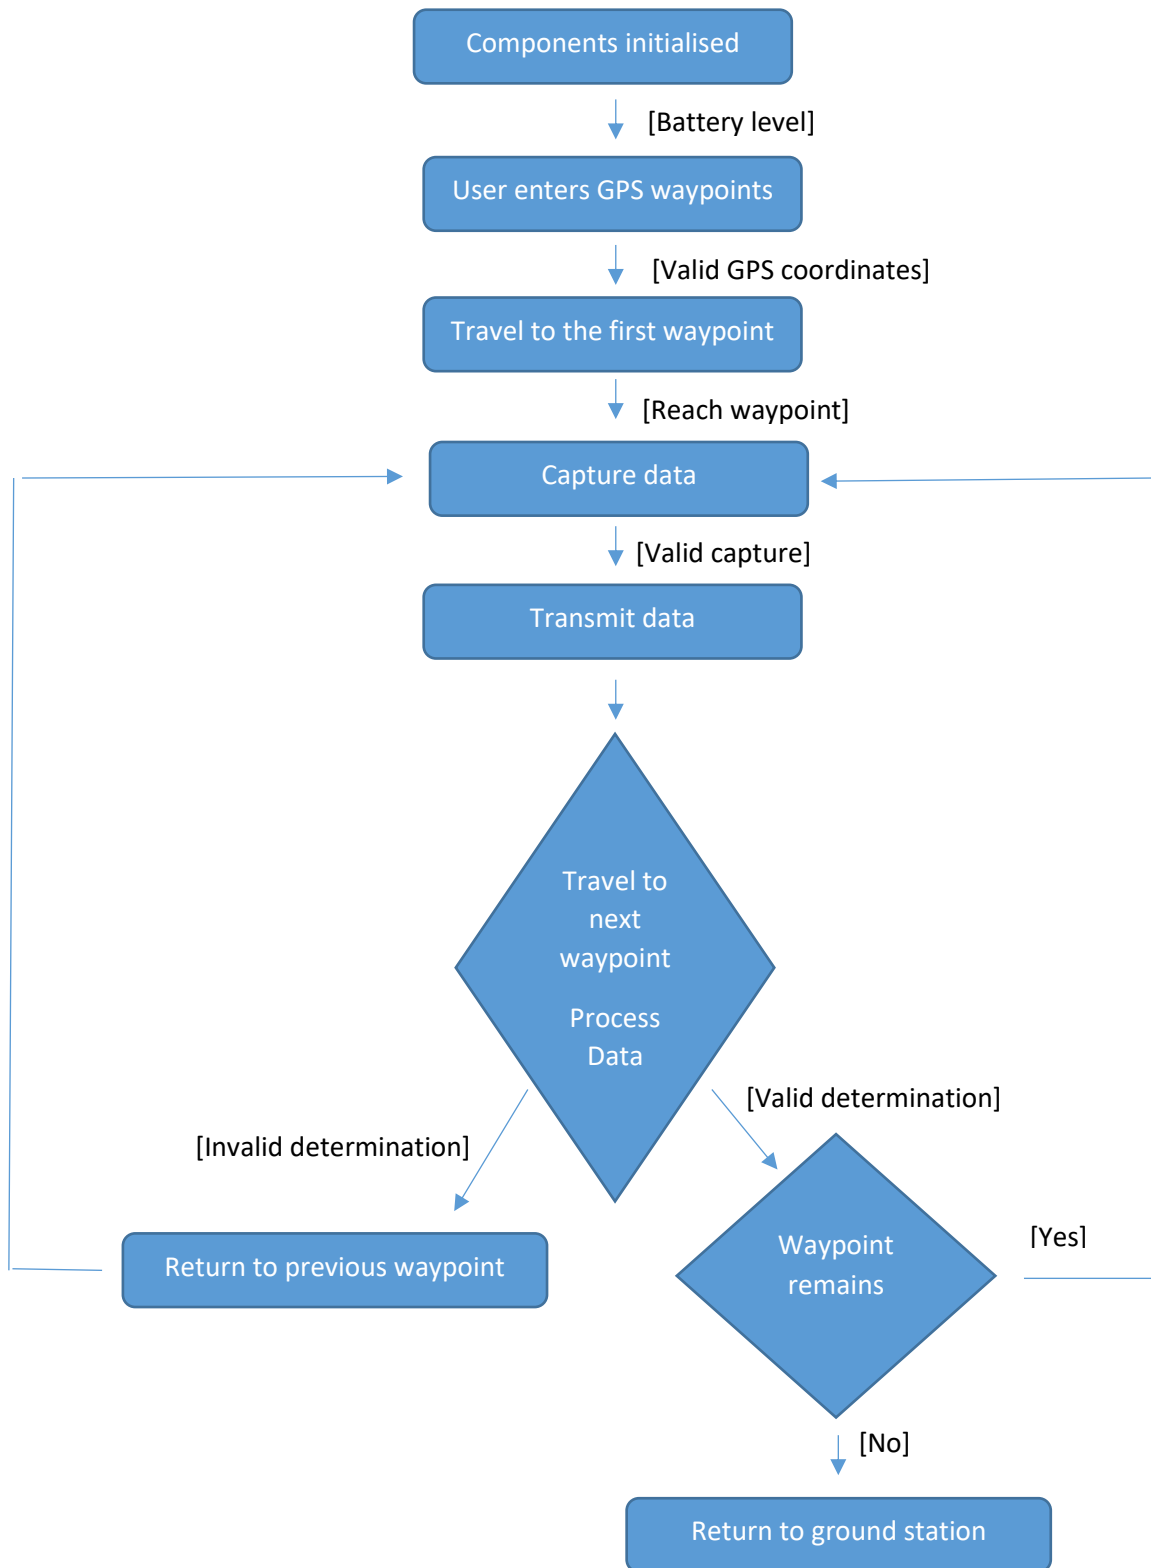 Components initialised
[Battery level]
User enters GPS waypoints
[Valid GPS coordinates]
Travel to the first waypoint
[Reach waypoint]
Capture data
[Valid capture]
Transmit data
Travel to
next
waypoint
Process
Data
[Valid determination]
[Invalid determination]
Return to previous waypoint
Waypoint
remains
[Yes]
[No]
Return to ground station